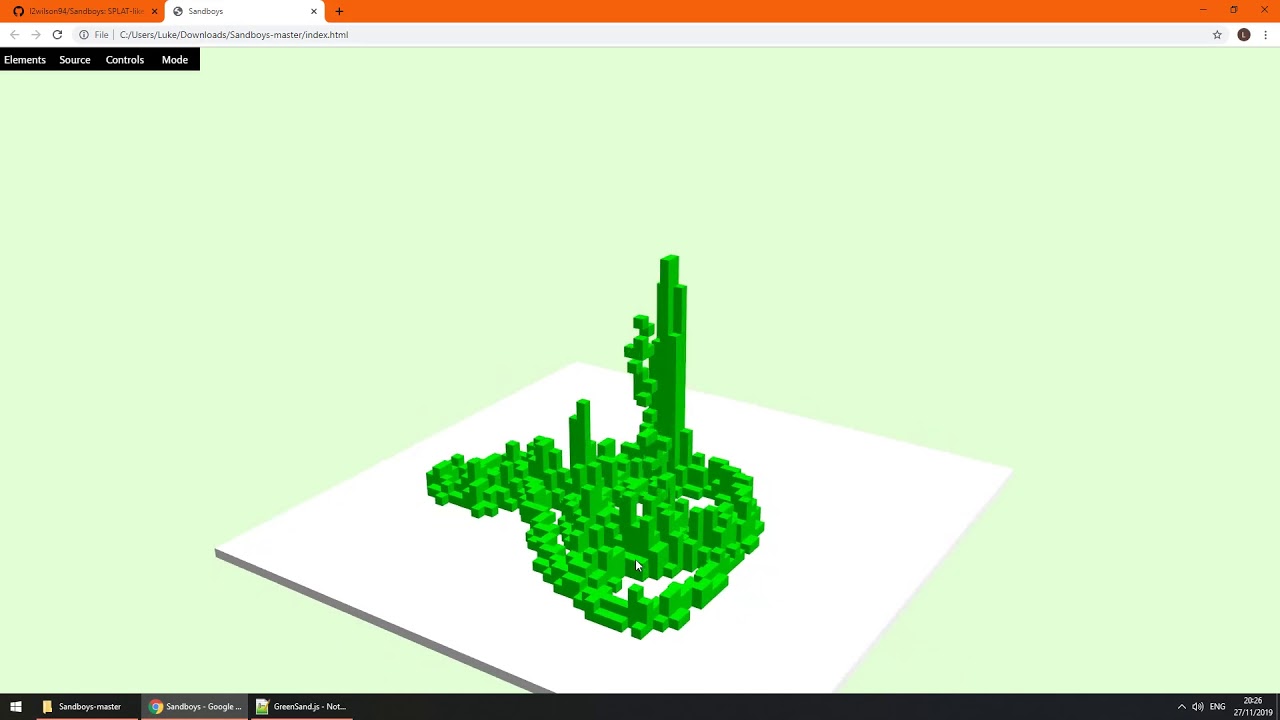 l2wilson94/Sandboys: SPLAT-like
Sandboys
File C:/Users/Luke/Downloads/Sandboys-master/index.html
L
Elements Source Controls Mode
Sandboys-master
Sandboys - Google ...
GreenSand.js - Not...
ENG
20:26
27/11/2019